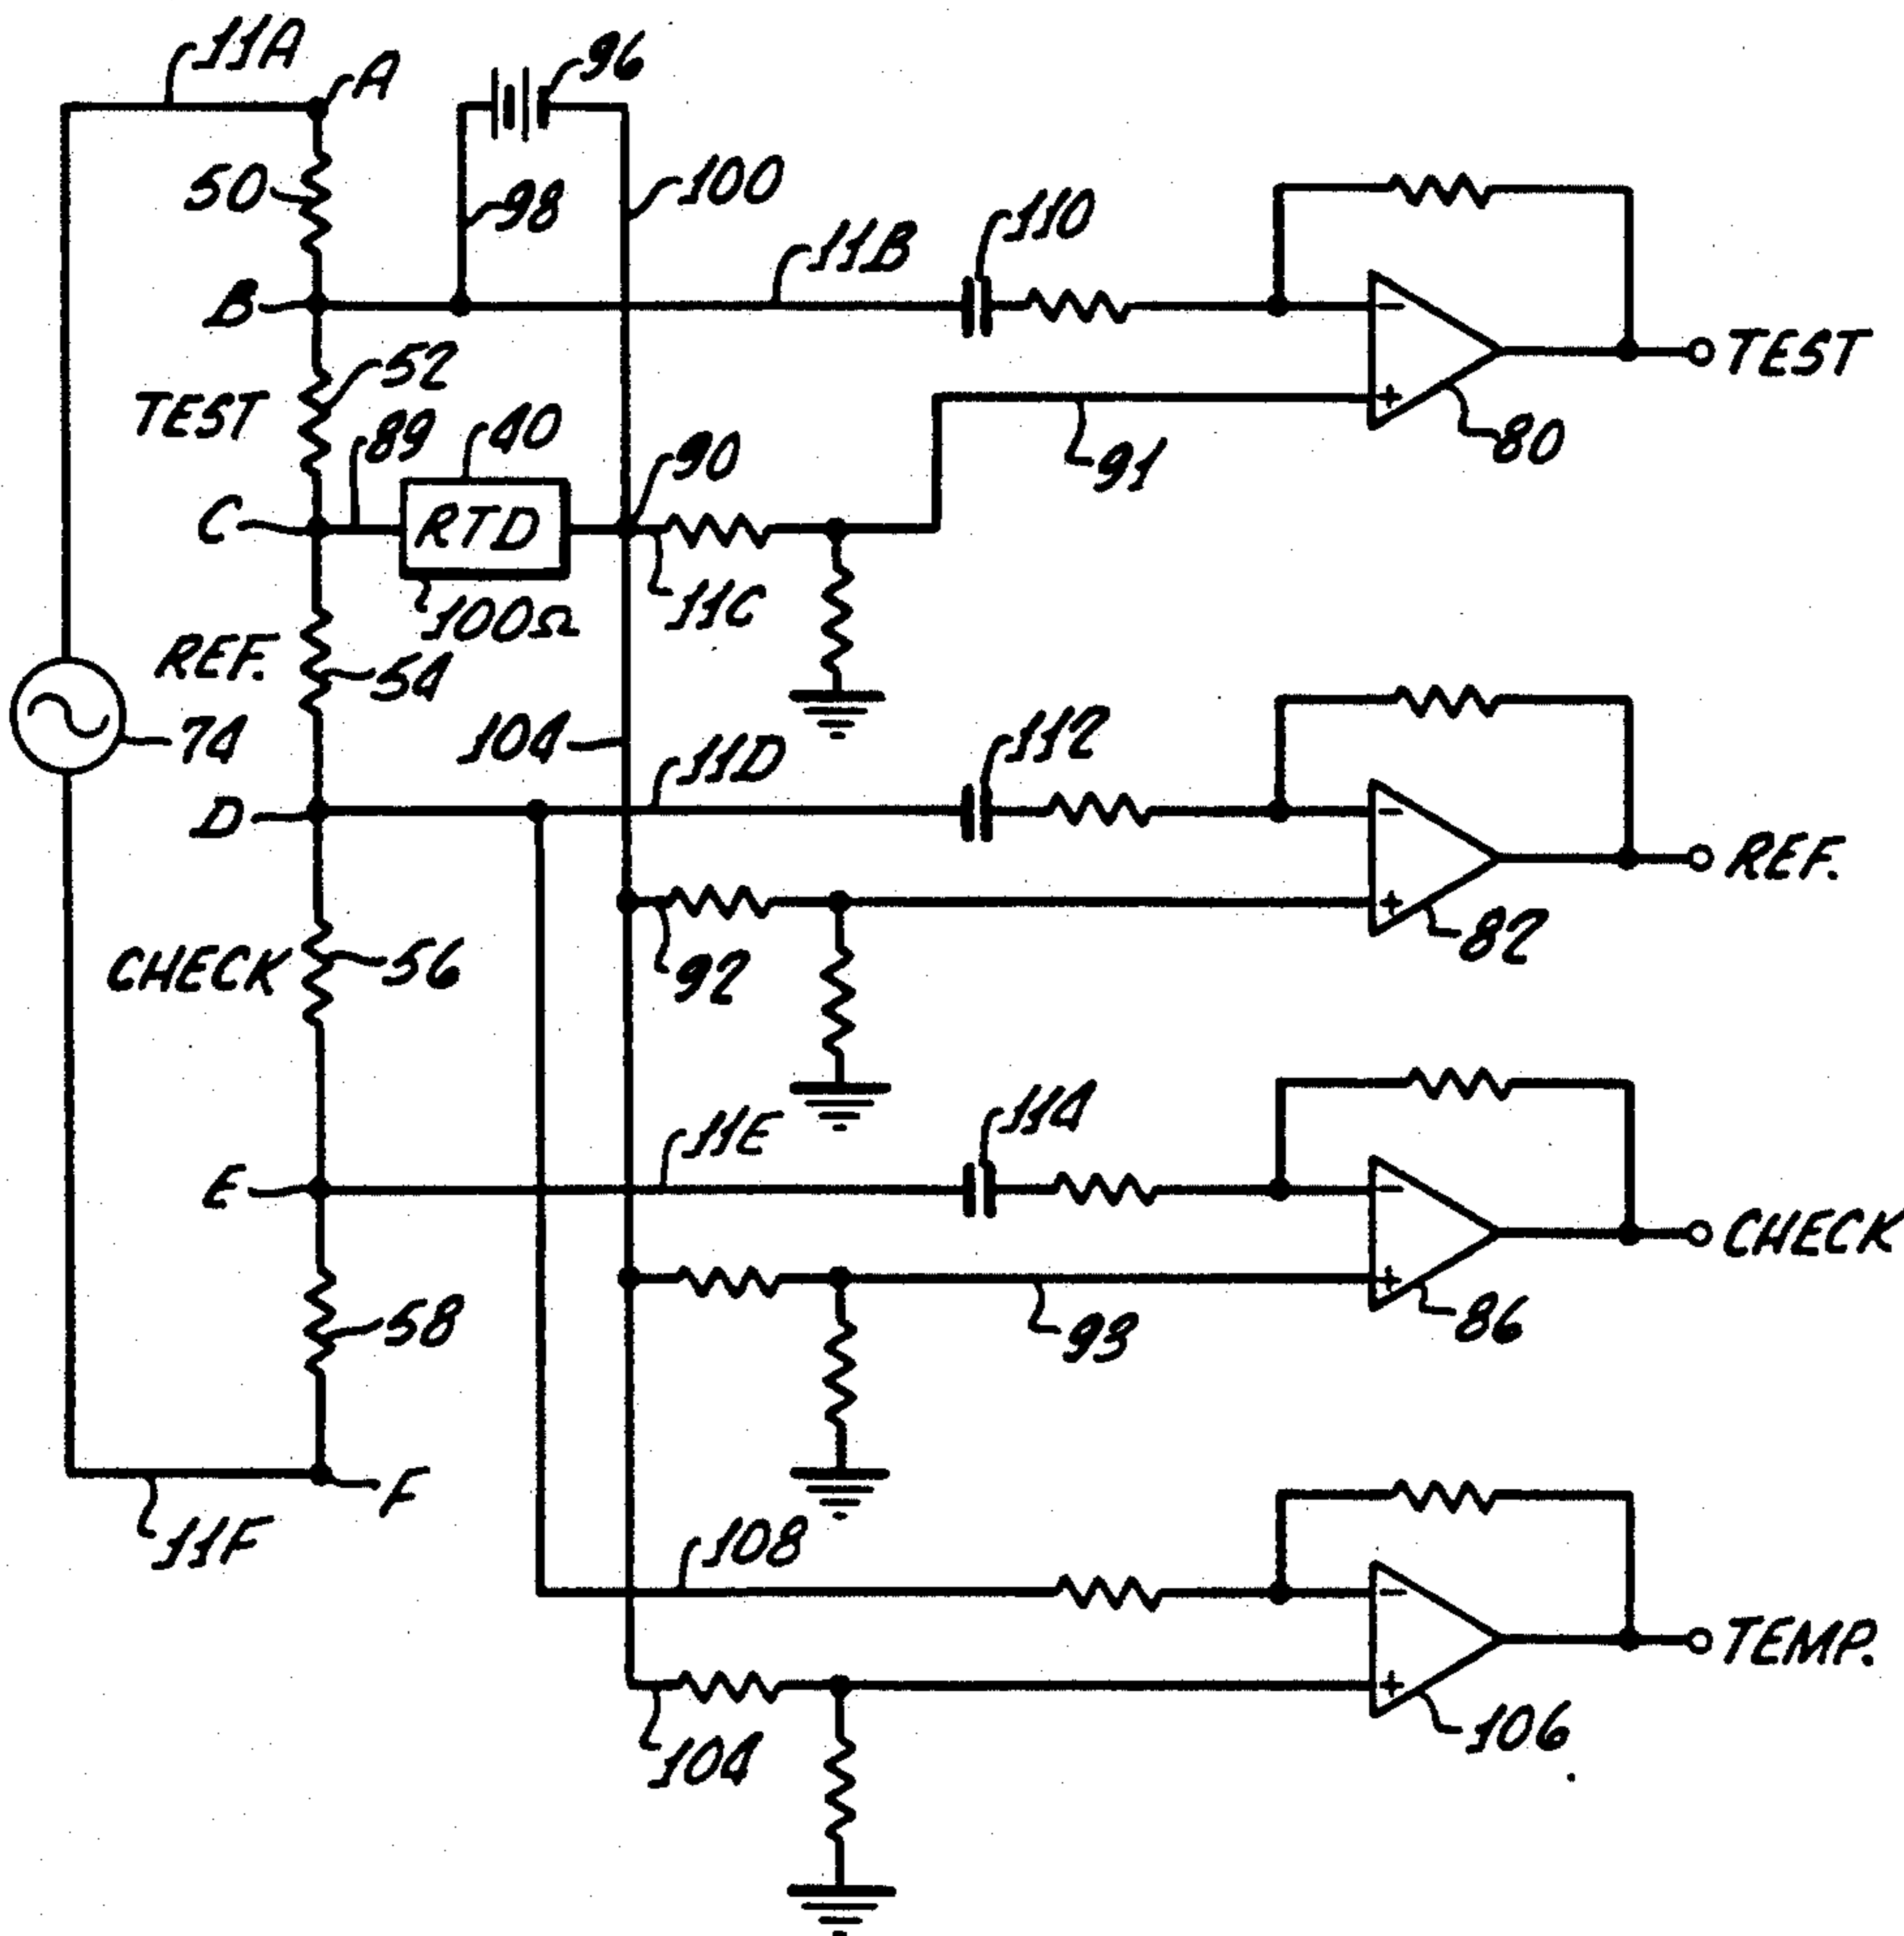 11A
A
96
50
98
100
110
11B
B
−
TEST
52
TEST
89
40
90
+
80
91
C
RTD
11C
100Ω
REF.
54
74
104
11D
112
D
−
REF.
+
82
92
CHECK
56
114
11E
E
−
CHECK
+
86
93
58
F
11F
108
−
TEMP.
+
106
104